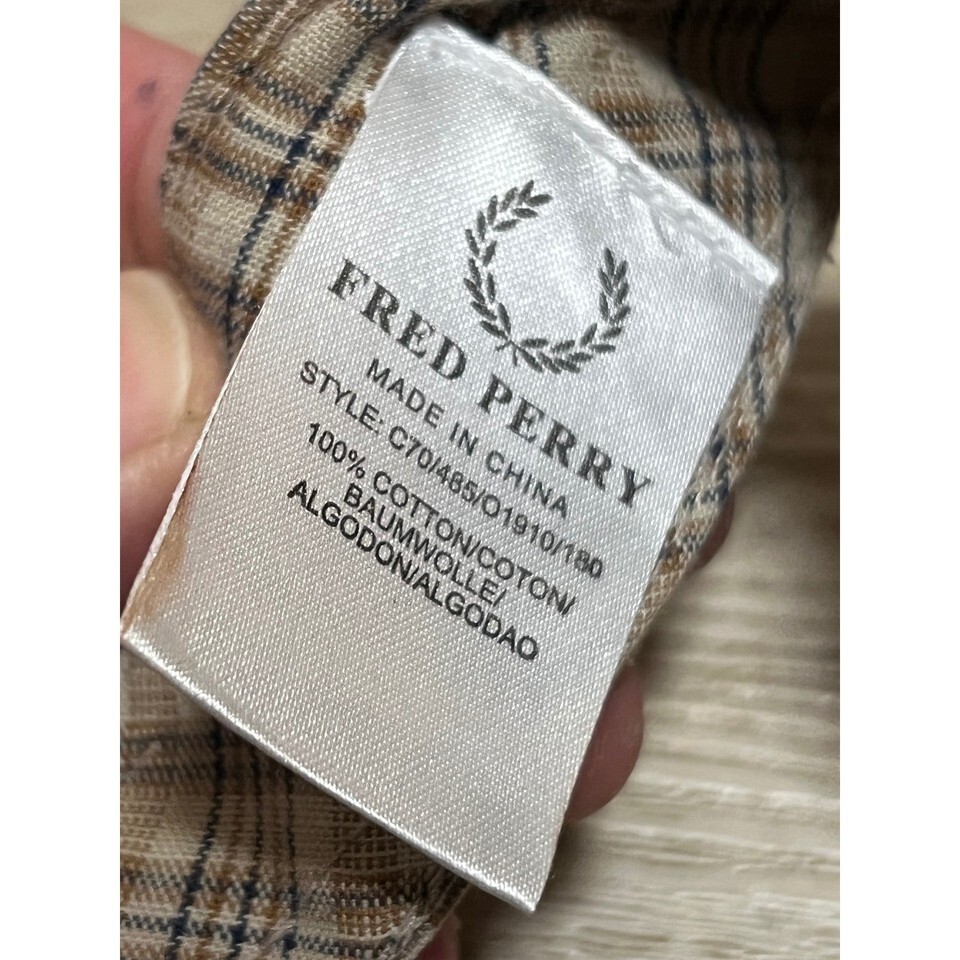 FRED PERRY
MADE IN CHINA
STYLE: C70/465/O1910/180
100% COTTON/COTON/
BAUMWOLLE/
ALGODON/ALGODAO